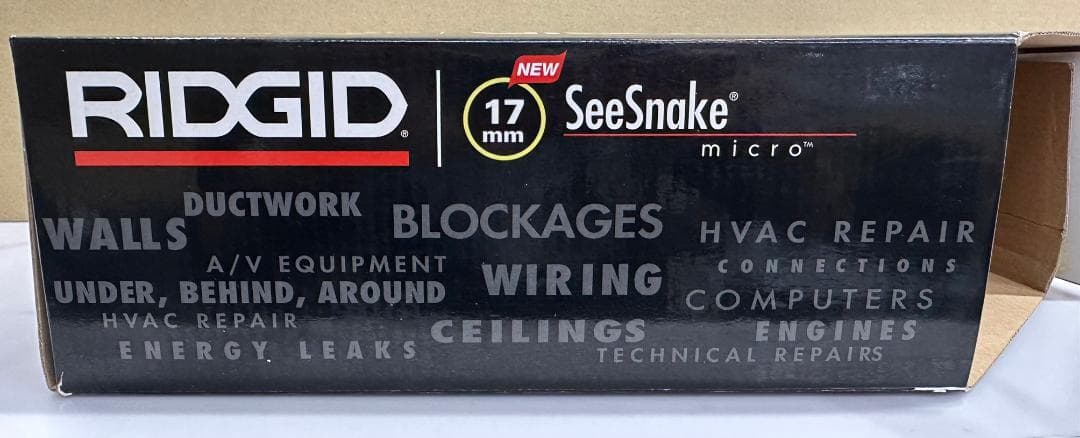 RIDGID®
NEW
17
mm
SeeSnake®
micro™
DUCTWORK
WALLS
BLOCKAGES
HVAC REPAIR
A/V EQUIPMENT
WIRING
CONNECTIONS
UNDER, BEHIND, AROUND
COMPUTERS
HVAC REPAIR
CEILINGS
ENGINES
ENERGY LEAKS
TECHNICAL REPAIRS